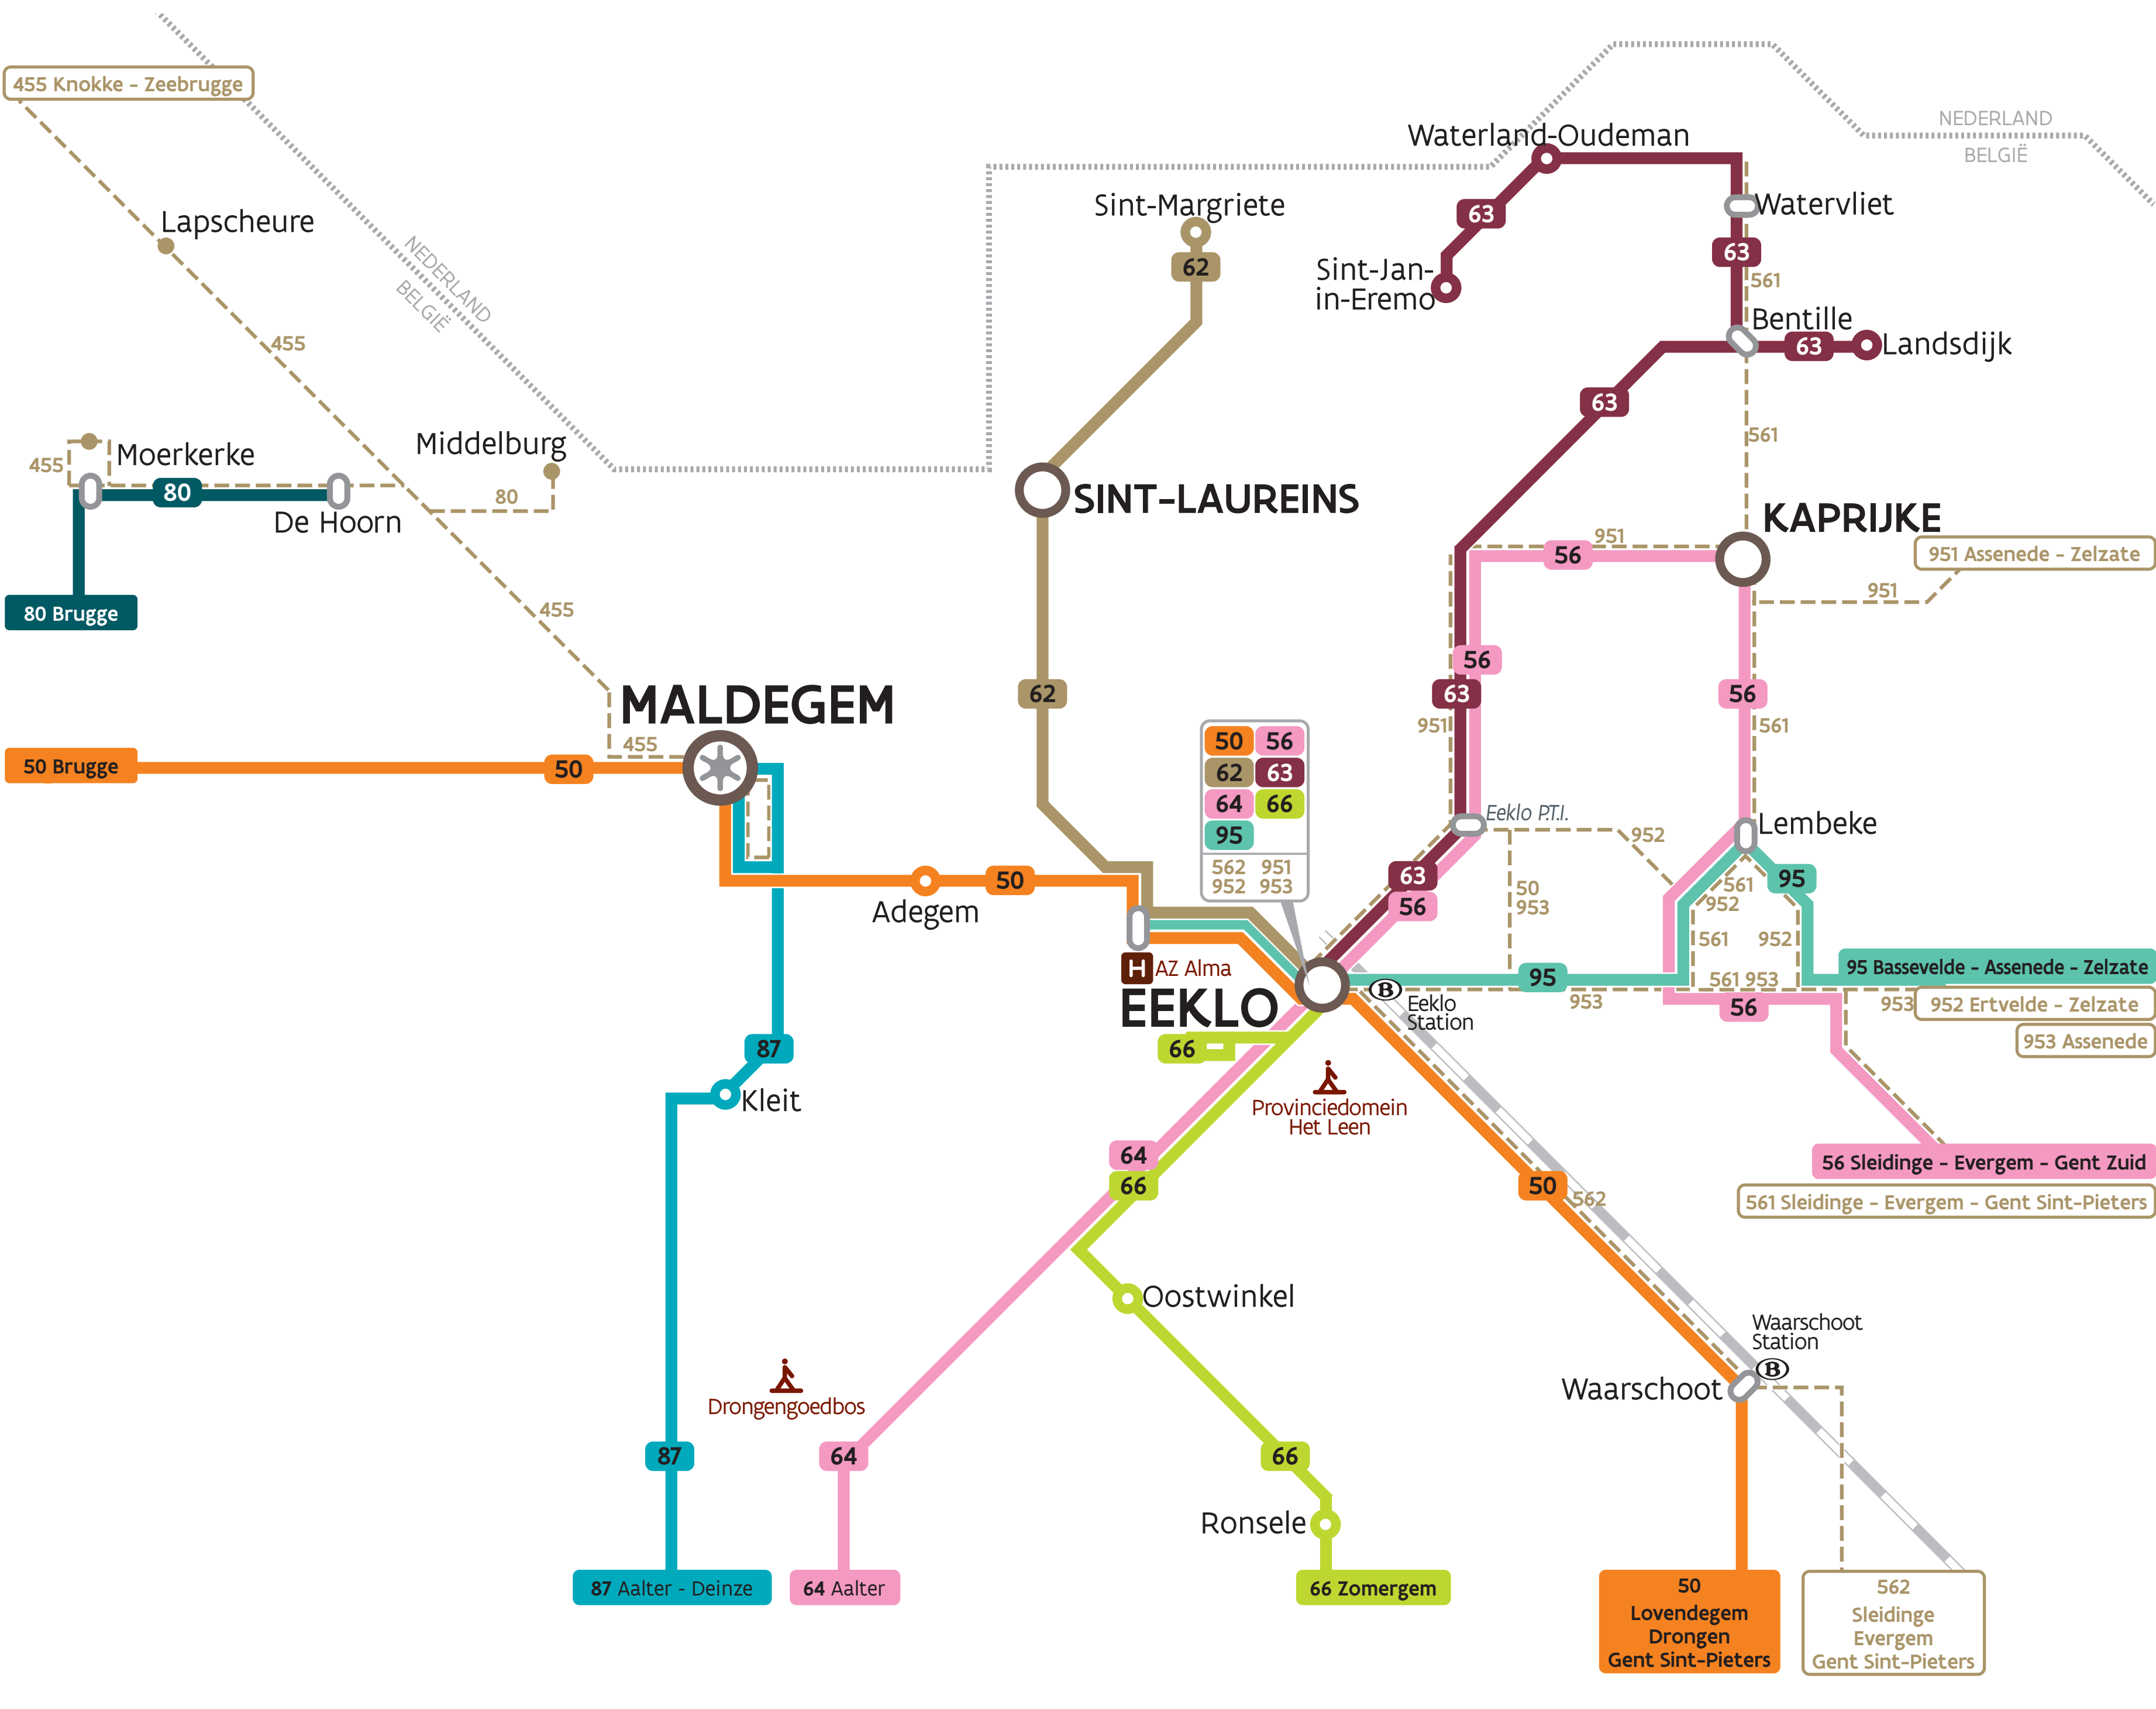 455 Knokke - Zeebrugge
NEDERLAND
BELGIË
Waterland-Oudeman
Sint-Margriete
63
Watervliet
Lapscheure
62
63
Sint-Jan-
in-Eremo
561
NEDERLAND
BELGIË
Bentille
455
63
Landsdijk
63
561
Moerkerke
Middelburg
455
80
80
De Hoorn
SINT-LAUREINS
KAPRIJKE
951
56
951 Assenede - Zelzate
951
80 Brugge
455
56
62
63
56
MALDEGEM
951
561
455
50 Brugge
50
50 56
62 63
64 66
95
562 951
952 953
Eeklo P.T.I.
952
Lembeke
50
Adegem
63
56
50
953
561
952
95
561
952
AZ Alma
H
EEKLO
95
561 953
95 Bassevelde - Assenede - Zelzate
B
Eeklo
Station
953
56
953
952 Ertvelde - Zelzate
953 Assenede
66
87
Kleit
Provinciedomein
Het Leen
64
66
50
562
56 Sleidinge - Evergem - Gent Zuid
561 Sleidinge - Evergem - Gent Sint-Pieters
Oostwinkel
Waarschoot
Station
B
Waarschoot
Drongengoedbos
87
64
66
Ronsele
87 Aalter - Deinze
64 Aalter
66 Zomergem
50
Lovendegem
Drongen
Gent Sint-Pieters
562
Sleidinge
Evergem
Gent Sint-Pieters